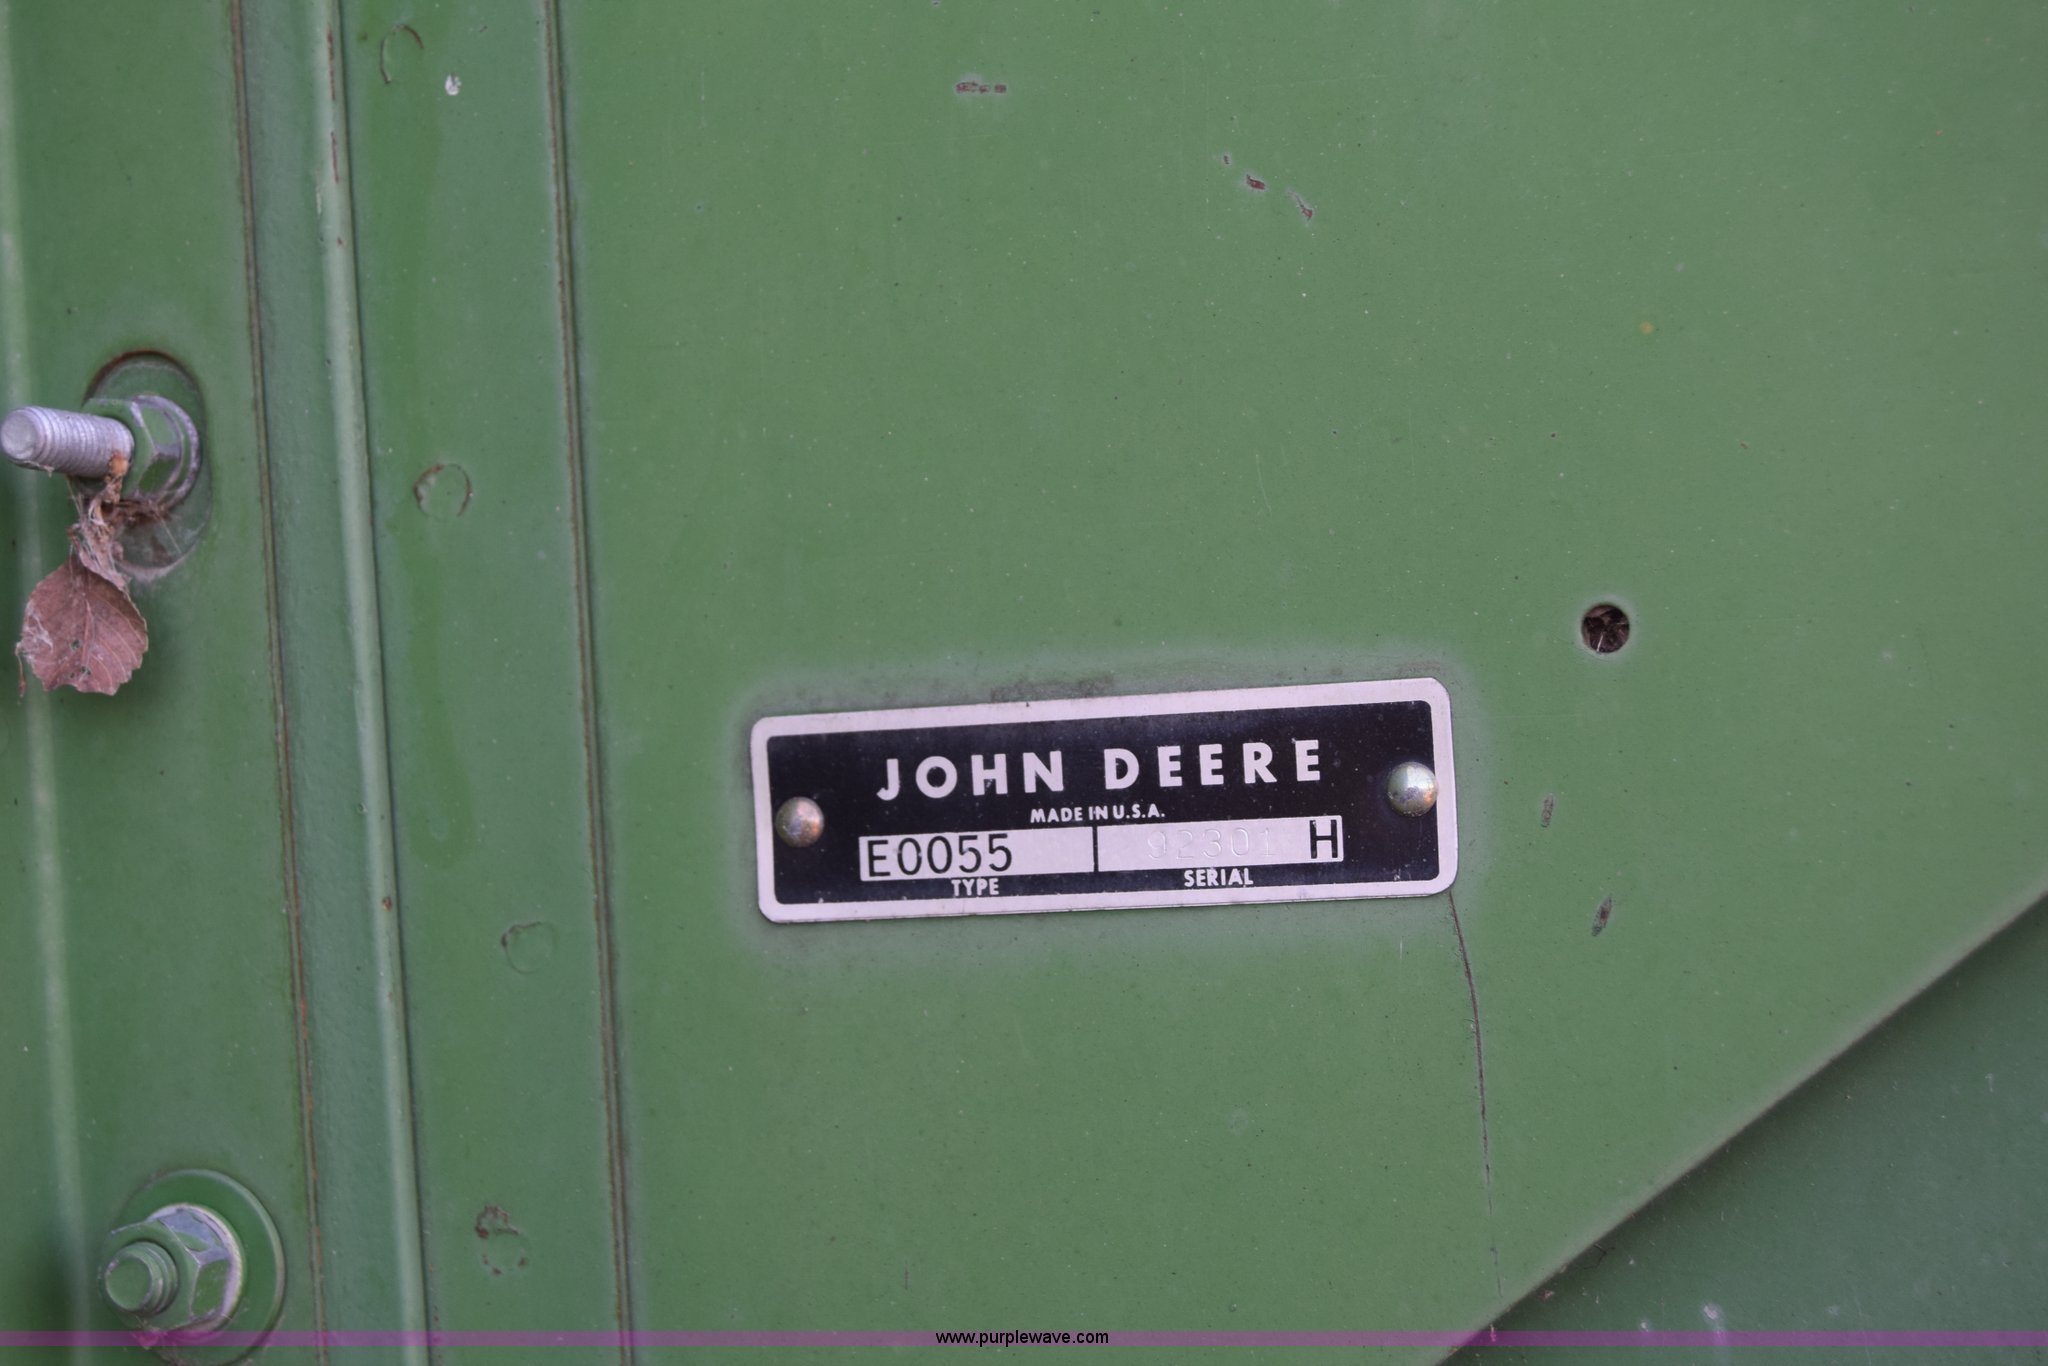 JOHN DEERE
MADE IN U.S.A.
E0055 92301 H
TYPE SERIAL
www.purplewave.com